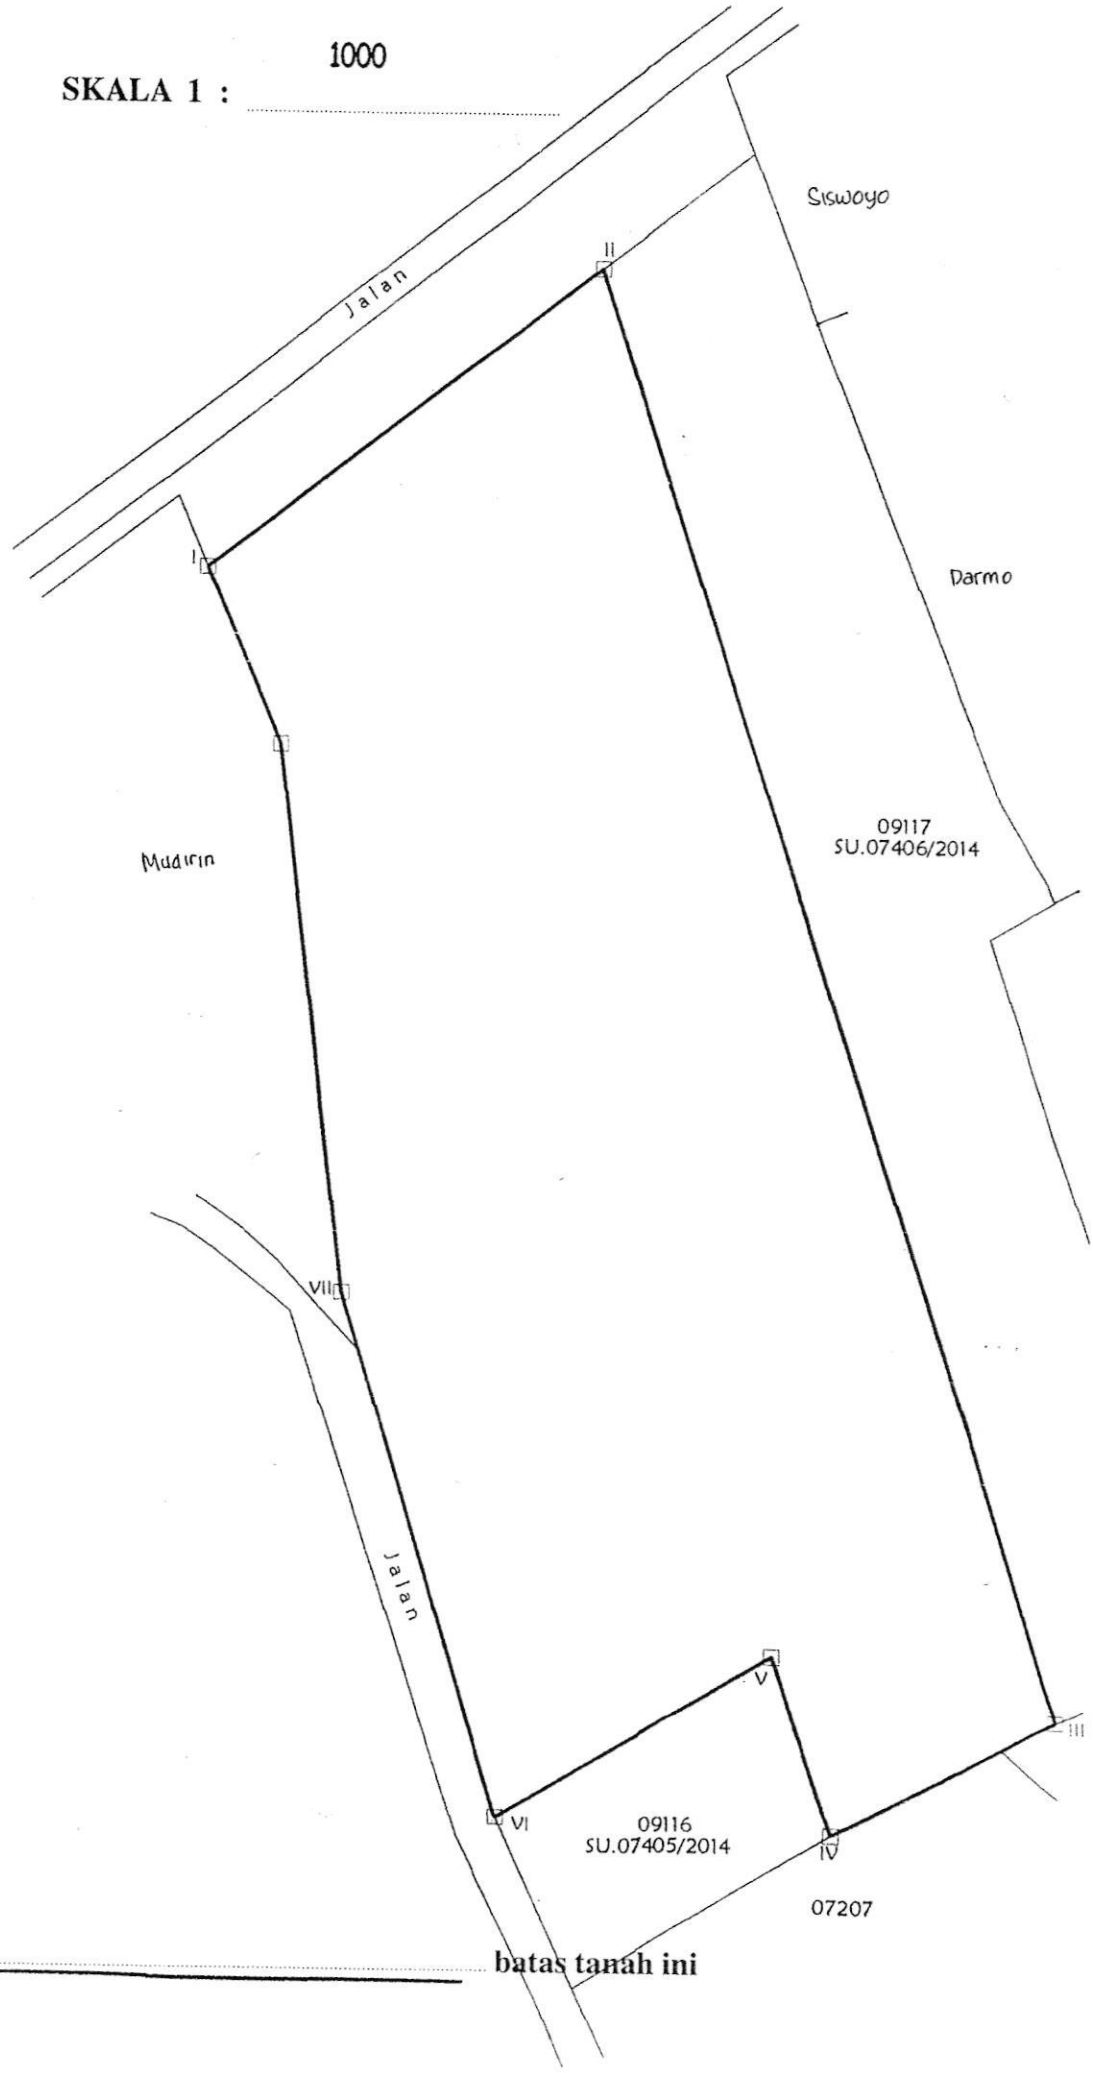 1000
SKALA 1 :
Siswoyo
II
Jalan
I
Darmo
09117
SU.07406/2014
Mudirin
VII
Jalan
V
III
VI
09116
SU.07405/2014
IV
07207
batas tanah ini